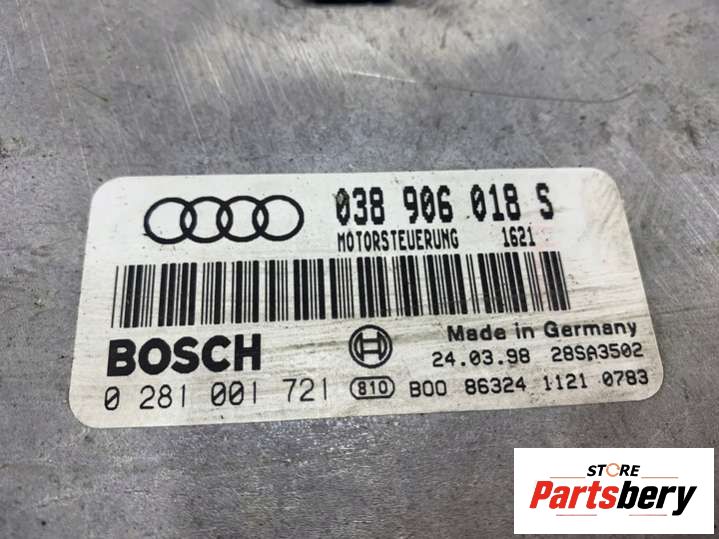 038 906 018 S
MOTORSTEUERUNG 1621
BOSCH
Made in Germany
24.03.98 28SA3502
0 281 001 721 810 B00 86324 1121 0783
STORE
Partsbery